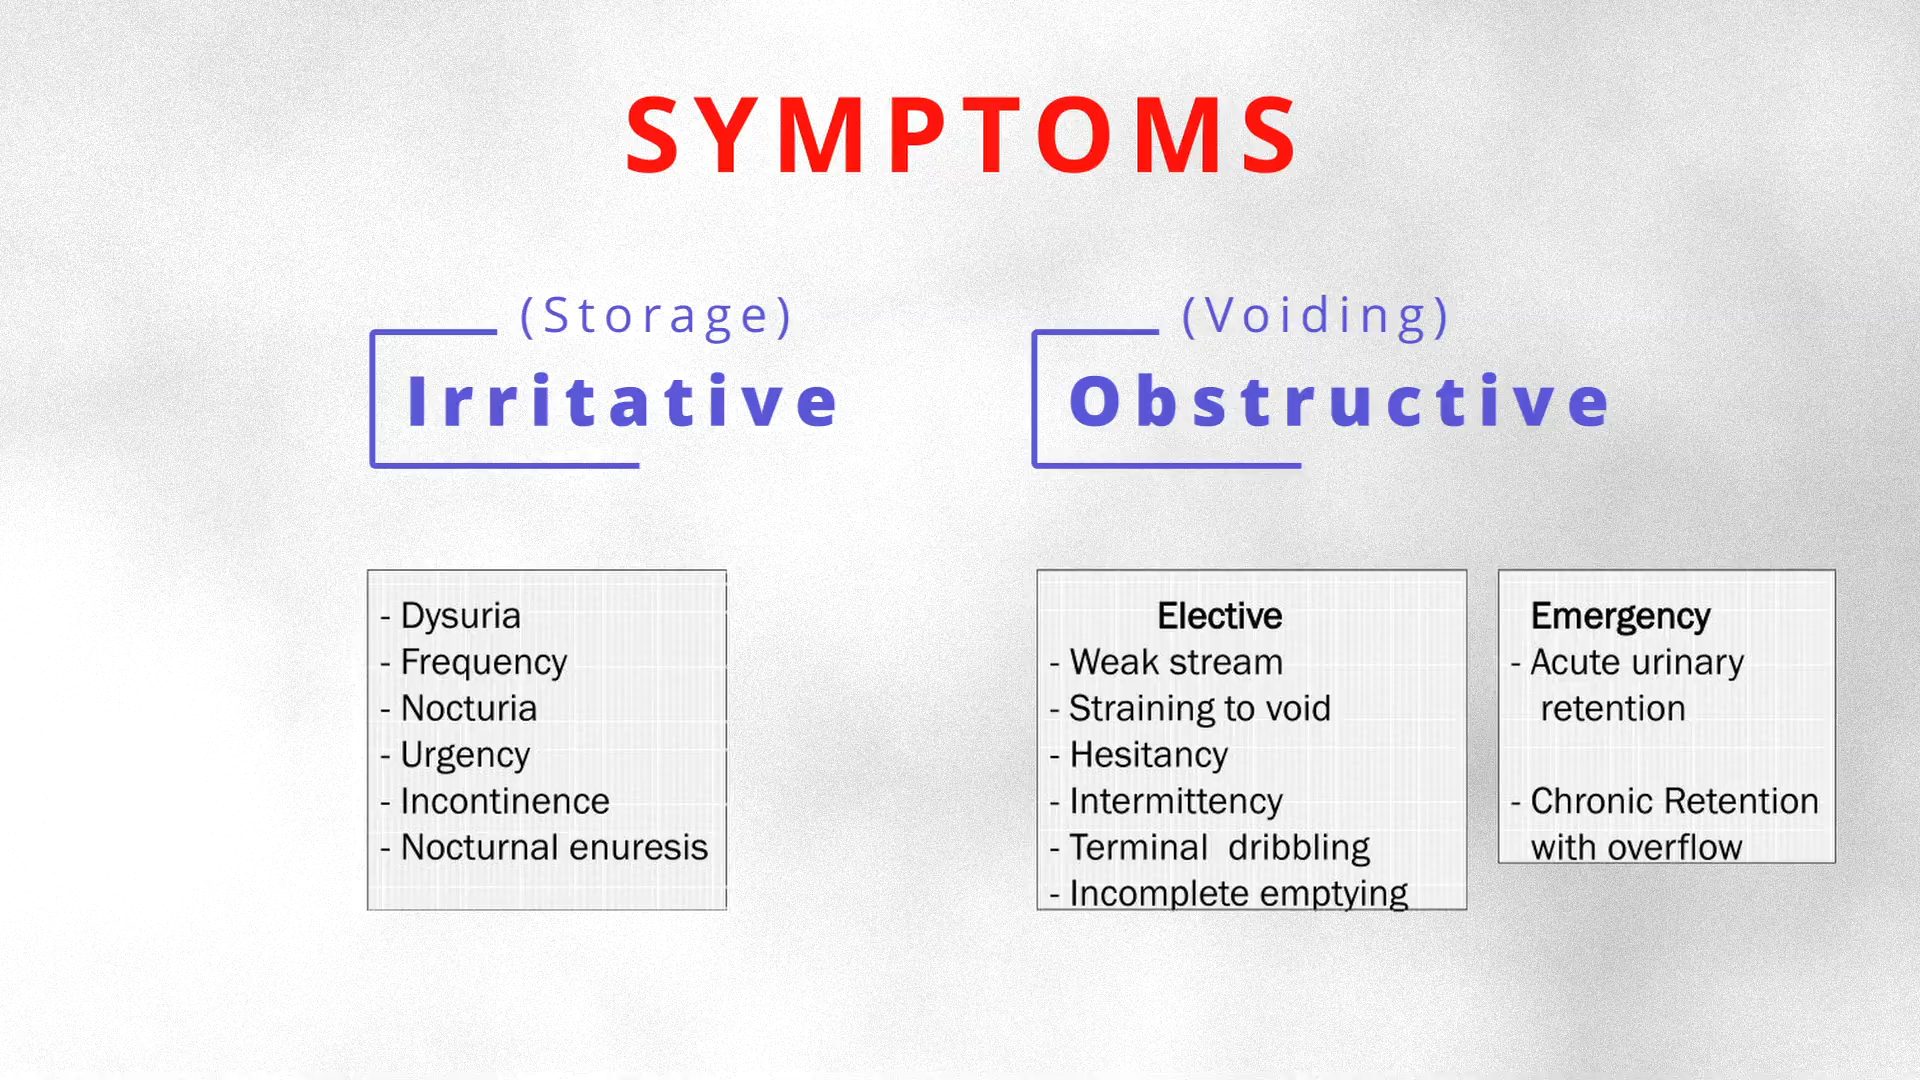 SYMPTOMS
(Storage)
Irritative
- Dysuria
- Frequency
- Nocturia
- Urgency
- Incontinence
- Nocturnal enuresis
(Voiding)
Obstructive
Elective
- Weak stream
- Straining to void
- Hesitancy
- Intermittency
- Terminal  dribbling
- Incomplete emptying
Emergency
- Acute urinary
retention
- Chronic Retention
with overflow